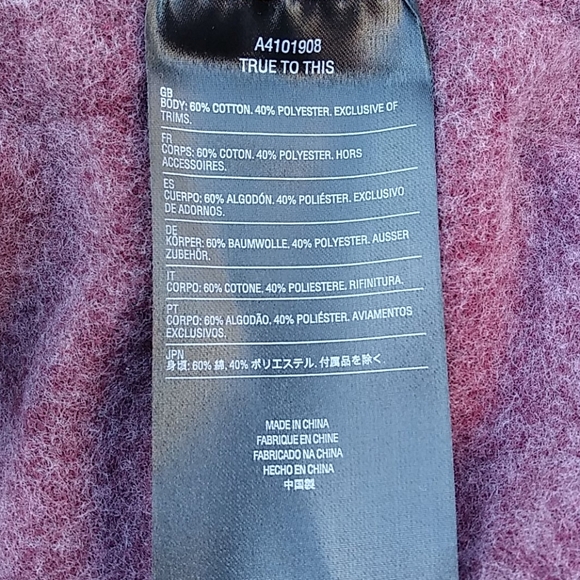 A4101908
TRUE TO THIS
GB
BODY: 60% COTTON. 40% POLYESTER. EXCLUSIVE OF
TRIMS.
FR
CORPS: 60% COTON. 40% POLYESTER. HORS
ACCESSOIRES.
ES
CUERPO: 60% ALGODÓN. 40% POLIÉSTER. EXCLUSIVO
DE ADORNOS.
DE
KÖRPER: 60% BAUMWOLLE. 40% POLYESTER. AUSSER
ZUBEHÖR.
IT
CORPO: 60% COTONE. 40% POLIESTERE. RIFINITURA.
PT
CORPO: 60% ALGODÃO. 40% POLIÉSTER. AVIAMENTOS
EXCLUSIVOS.
JPN
身頃: 60% 綿. 40% ポリエステル. 付属品を除く
MADE IN CHINA
FABRIQUE EN CHINE
FABRICADO NA CHINA
HECHO EN CHINA
中国製